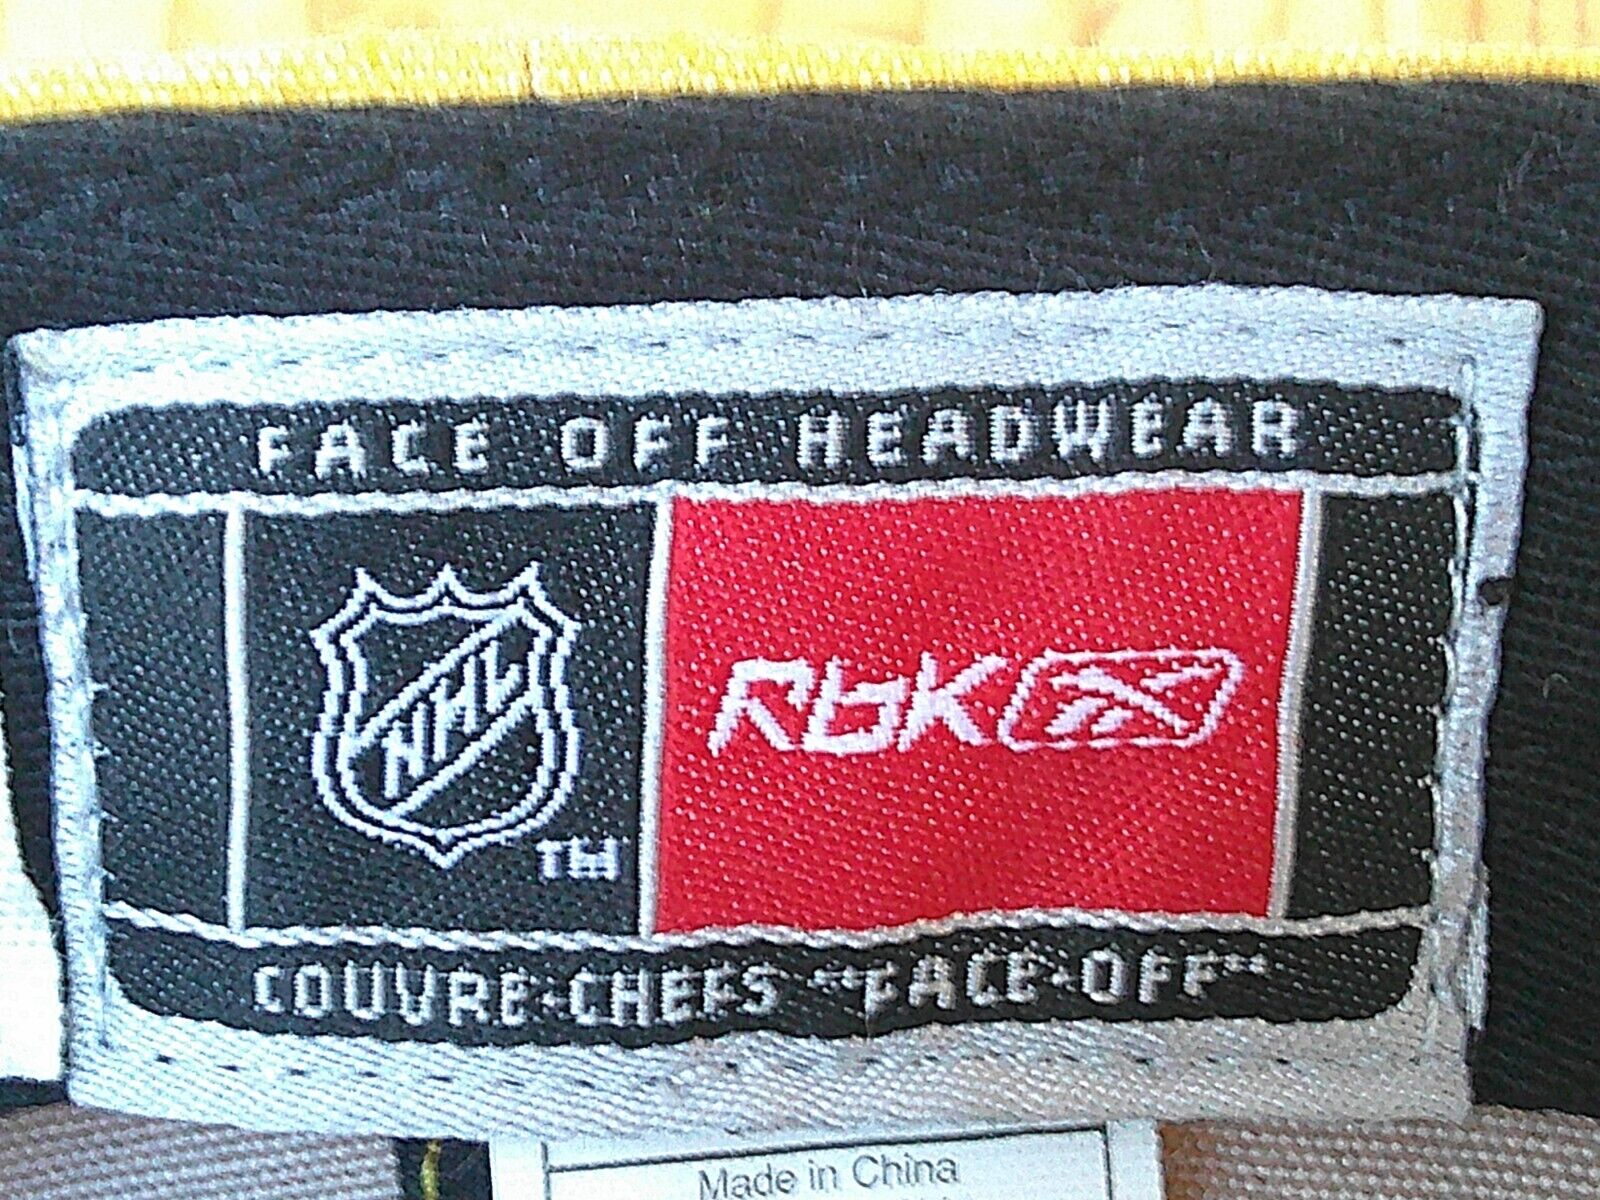 FACE OFF HEADWEAR
NHL
TM
RbK
COUVRE-CHEFS "FACE-OFF"
Made in China